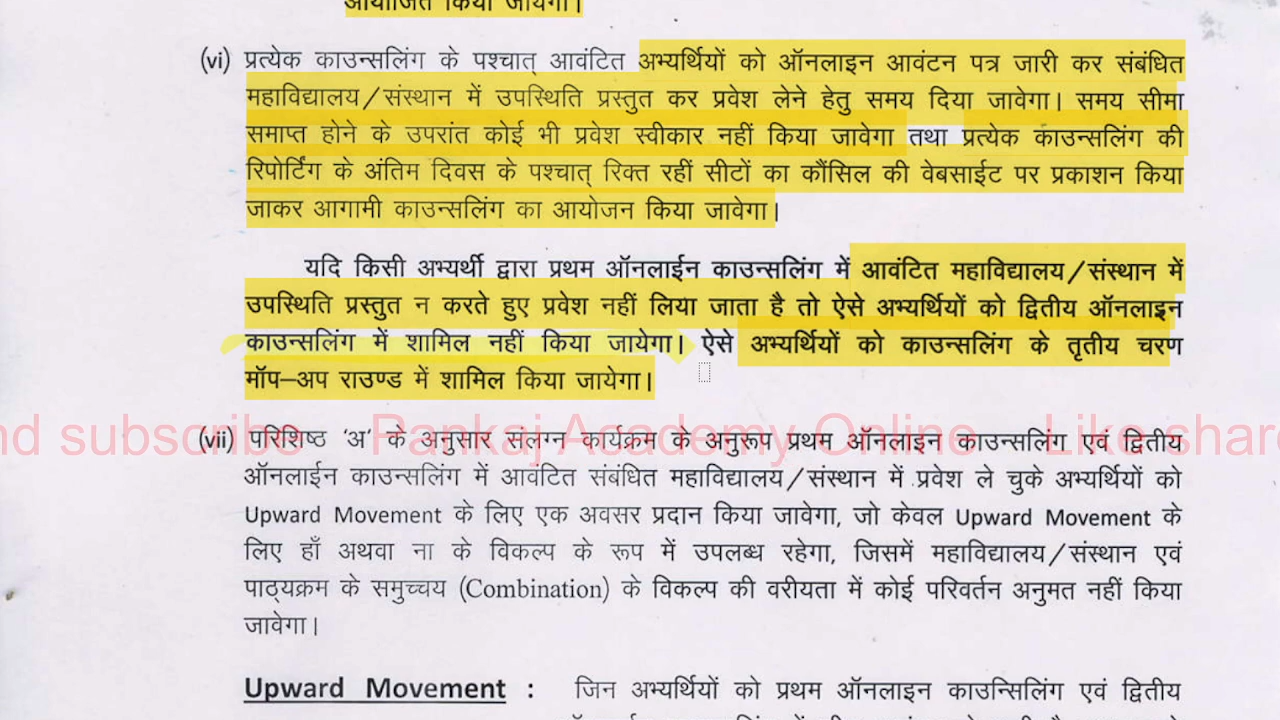 आयोजित किया जायेगा।
(vi) प्रत्येक काउन्सलिंग के पश्चात् आवंटित अभ्यर्थियों को ऑनलाइन आवंटन पत्र जारी कर संबंधित
महाविद्यालय/संस्थान में उपस्थिति प्रस्तुत कर प्रवेश लेने हेतु समय दिया जावेगा। समय सीमा
समाप्त होने के उपरांत कोई भी प्रवेश स्वीकार नहीं किया जावेगा तथा प्रत्येक काउन्सलिंग की
रिपोर्टिंग के अंतिम दिवस के पश्चात् रिक्त रहीं सीटों का कौंसिल की वेबसाईट पर प्रकाशन किया
जाकर आगामी काउन्सलिंग का आयोजन किया जावेगा।
यदि किसी अभ्यर्थी द्वारा प्रथम ऑनलाईन काउन्सलिंग में आवंटित महाविद्यालय/संस्थान में
उपस्थिति प्रस्तुत न करते हुए प्रवेश नहीं लिया जाता है तो ऐसे अभ्यर्थियों को द्वितीय ऑनलाइन
काउन्सलिंग में शामिल नहीं किया जायेगा। ऐसे अभ्यर्थियों को काउन्सलिंग के तृतीय चरण
मॉप–अप राउण्ड में शामिल किया जायेगा।
nd subscribe Pankaj Academy Online Like share
(vii) परिशिष्ठ 'अ' के अनुसार संलग्न कार्यक्रम के अनुरूप प्रथम ऑनलाइन काउन्सलिंग एवं द्वितीय
ऑनलाईन काउन्सलिंग में आवंटित संबंधित महाविद्यालय/संस्थान में प्रवेश ले चुके अभ्यर्थियों को
Upward Movement के लिए एक अवसर प्रदान किया जावेगा, जो केवल Upward Movement के
लिए हाँ अथवा ना के विकल्प के रूप में उपलब्ध रहेगा, जिसमें महाविद्यालय/संस्थान एवं
पाठ्यक्रम के समुच्चय (Combination) के विकल्प की वरीयता में कोई परिवर्तन अनुमत नहीं किया
जावेगा।
Upward Movement : जिन अभ्यर्थियों को प्रथम ऑनलाइन काउन्सिलिंग एवं द्वितीय